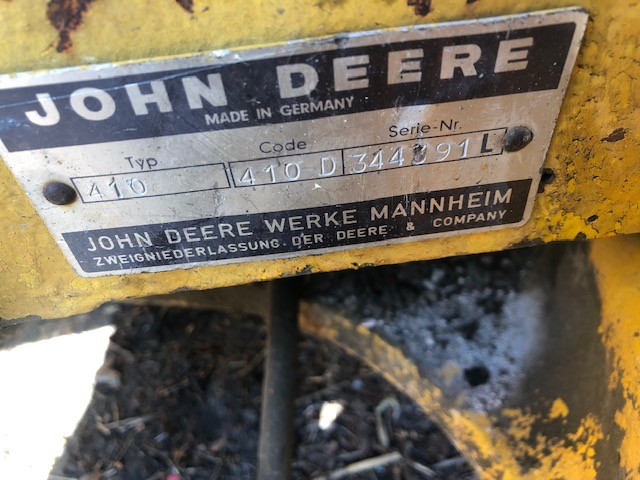 JOHN DEERE
MADE IN GERMANY
Typ Code Serie-Nr.
410 410 D 344391 L
JOHN DEERE WERKE MANNHEIM
ZWEIGNIEDERLASSUNG DER DEERE & COMPANY